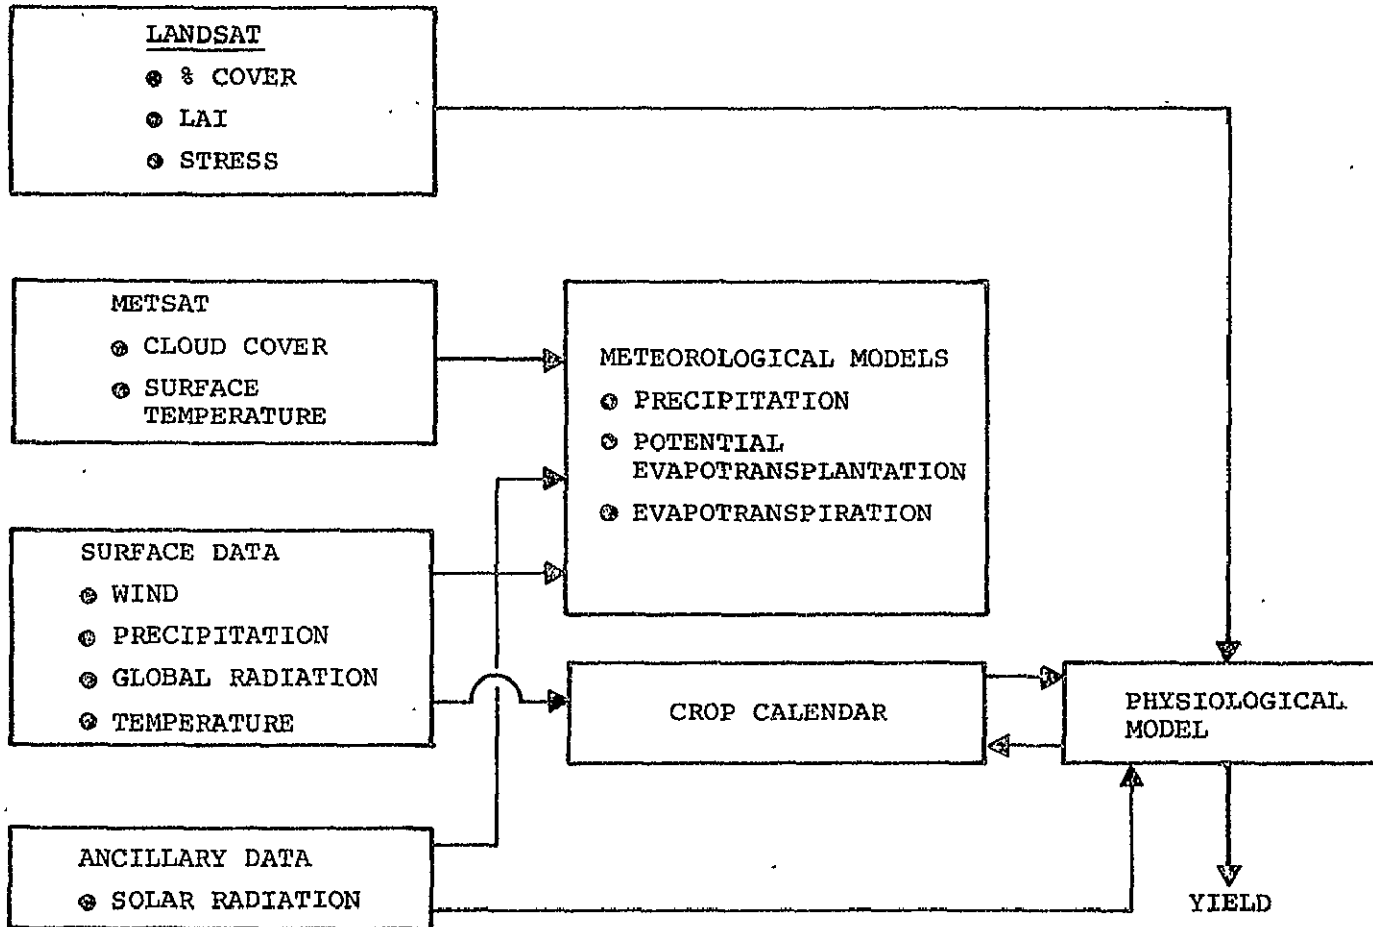 LANDSAT
% COVER
LAI
STRESS
METSAT
CLOUD COVER
SURFACE
TEMPERATURE
METEOROLOGICAL MODELS
PRECIPITATION
POTENTIAL
EVAPOTRANSPLANTATION
EVAPOTRANSPIRATION
SURFACE DATA
WIND
PRECIPITATION
GLOBAL RADIATION
TEMPERATURE
CROP CALENDAR
PHYSIOLOGICAL
MODEL
ANCILLARY DATA
SOLAR RADIATION
YIELD